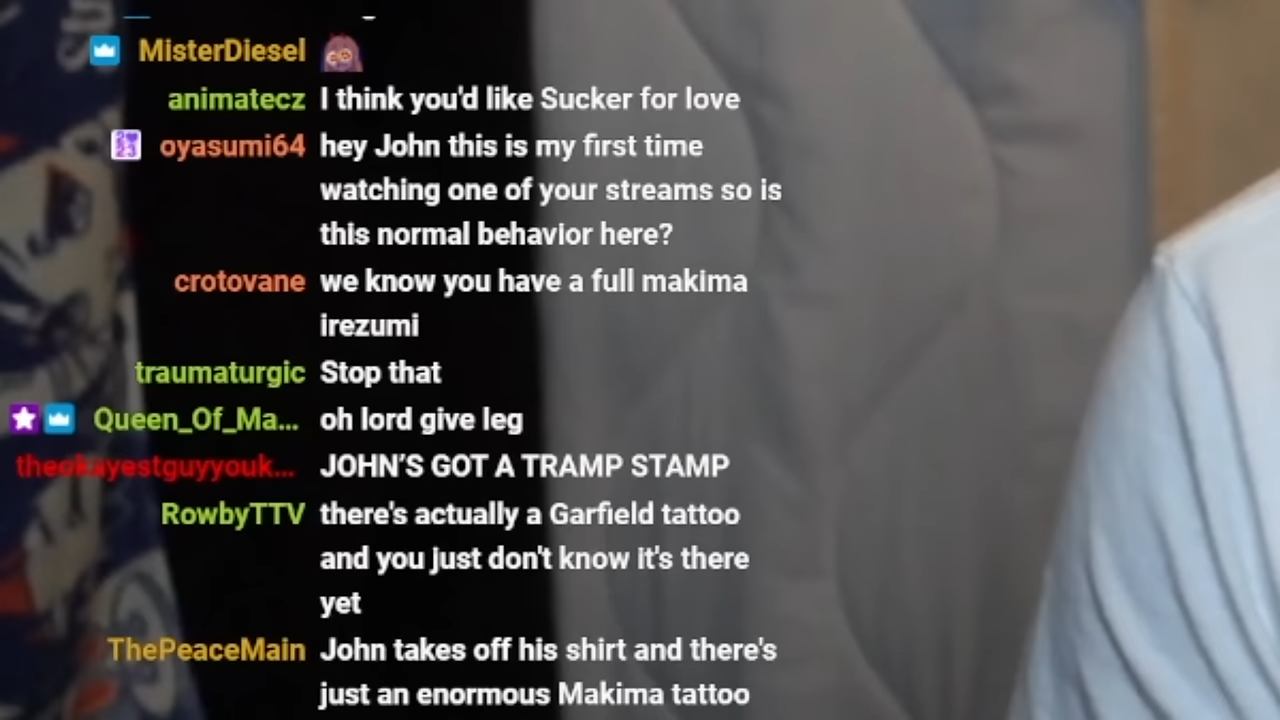 MisterDiesel
animatecz I think you'd like Sucker for love
oyasumi64 hey John this is my first time
watching one of your streams so is
this normal behavior here?
crotovane we know you have a full makima
irezumi
traumaturgic Stop that
Queen_Of_Ma... oh lord give leg
theokayestguyyouk... JOHN'S GOT A TRAMP STAMP
RowbyTTV there's actually a Garfield tattoo
and you just don't know it's there
yet
ThePeaceMain John takes off his shirt and there's
just an enormous Makima tattoo